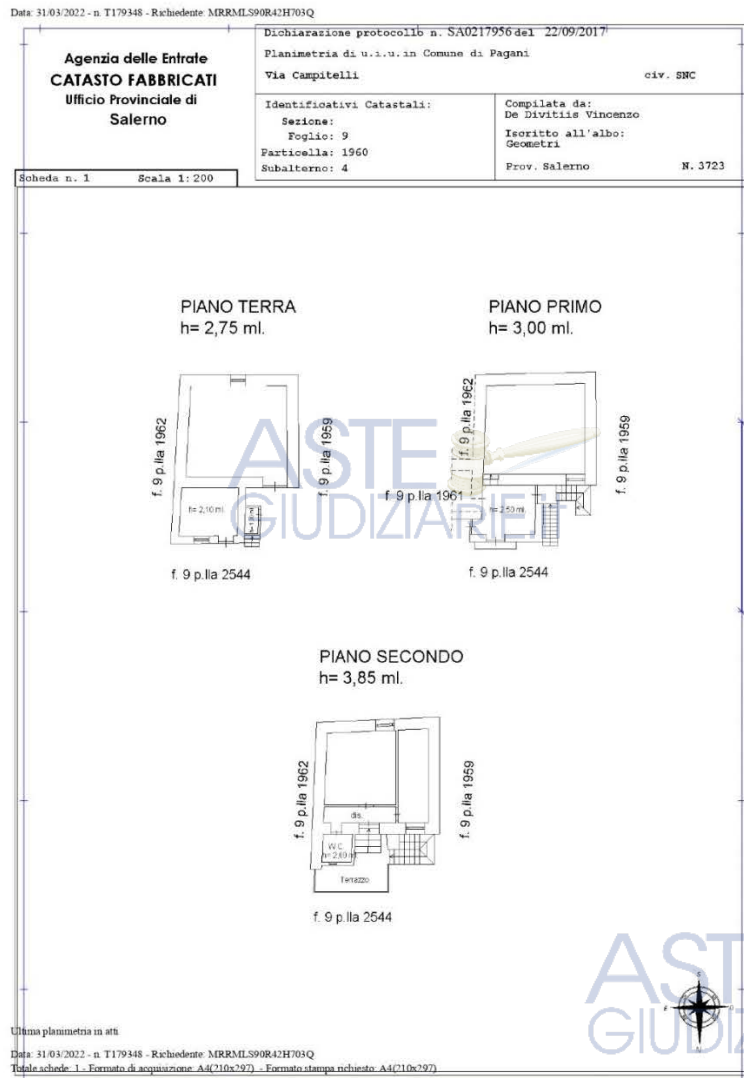 Data: 31/03/2022 - n. T179348 - Richiedente: MRRMLS90R42H703Q
Agenzia delle Entrate
CATASTO FABBRICATI
Ufficio Provinciale di
Salerno
Dichiarazione protocollo n. SA0217956 del 22/09/2017
Planimetria di u.i.u. in Comune di Pagani
Via Campitelli civ. SNC
Identificativi Catastali:
Sezione:
Foglio: 9
Particella: 1960
Subalterno: 4
Compilata da:
De Divitiis Vincenzo
Iscritto all'albo:
Geometri
Prov. Salerno N. 3723
Scheda n. 1 Scala 1:200
PIANO TERRA
h= 2,75 ml.
f. 9 p.lla 1962
f. 9 p.lla 1959
h= 2,10 ml.
f. 9 p.lla 2544
PIANO PRIMO
h= 3,00 ml.
f. 9 p.lla 1962
f. 9 p.lla 1959
f. 9 p.lla 1961
h= 2,50 ml.
f. 9 p.lla 2544
ASTE
GIUDIZIARIE.it
PIANO SECONDO
h= 3,85 ml.
f. 9 p.lla 1962
f. 9 p.lla 1959
dis.
W.C.
Terrazzo
f. 9 p.lla 2544
AST
GIUDIZ
S
N
Ultima planimetria in atti
Data: 31/03/2022 - n. T179348 - Richiedente: MRRMLS90R42H703Q
Totale schede: 1 - Formato di acquisizione: A4(210x297) - Formato stampa richiesto: A4(210x297)